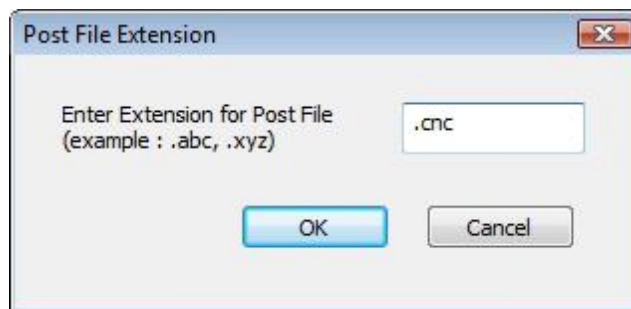 Post File Extension
Enter Extension for Post File
(example : .abc, .xyz)
.cnc
OK
Cancel